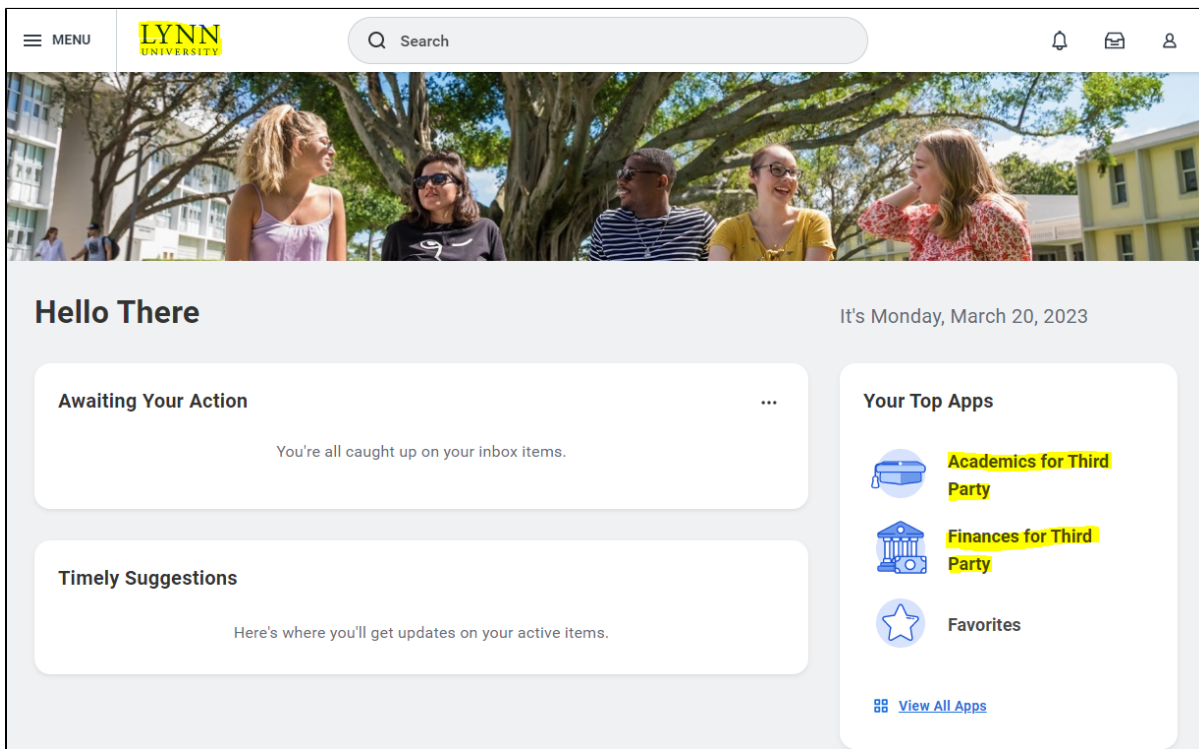 MENU
LYNN
UNIVERSITY
Search
Hello There
It's Monday, March 20, 2023
Awaiting Your Action
You're all caught up on your inbox items.
Timely Suggestions
Here's where you'll get updates on your active items.
Your Top Apps
Academics for Third
Party
Finances for Third
Party
Favorites
View All Apps